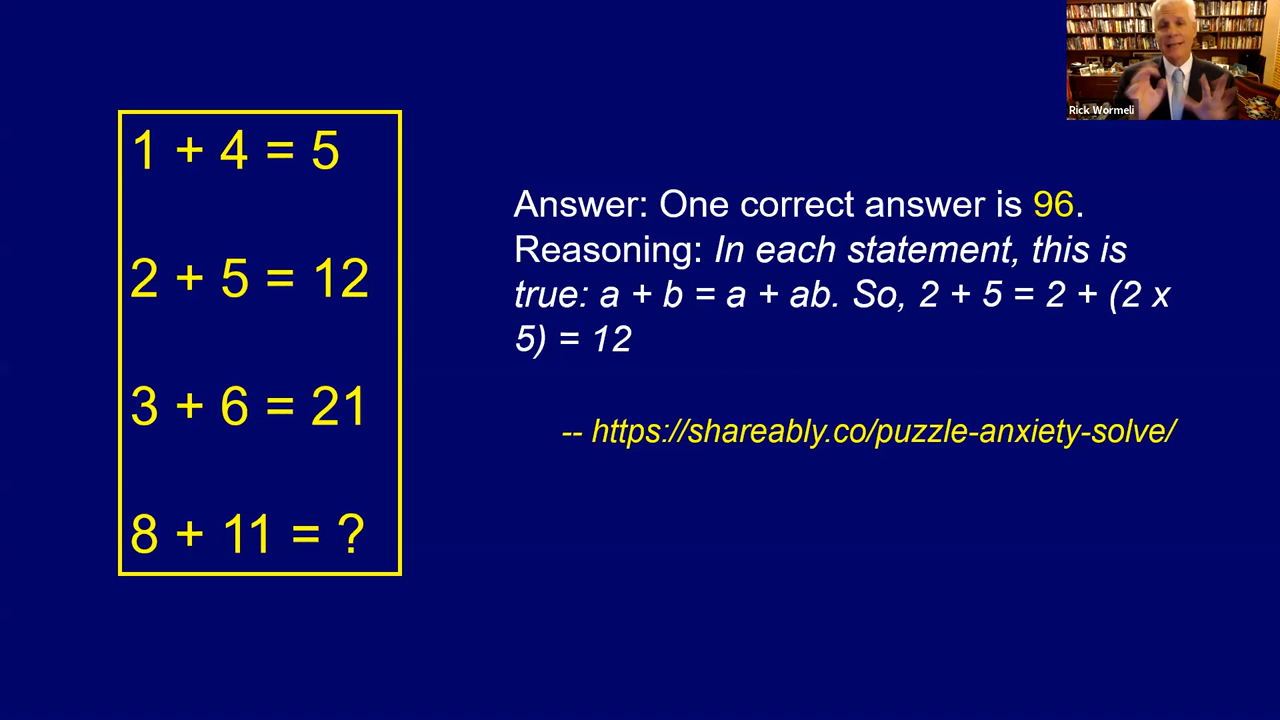 Rick Wormeli
1 + 4 = 5
2 + 5 = 12
3 + 6 = 21
8 + 11 = ?
Answer: One correct answer is 96.
Reasoning: In each statement, this is
true: a + b = a + ab. So, 2 + 5 = 2 + (2 x
5) = 12
-- https://shareably.co/puzzle-anxiety-solve/